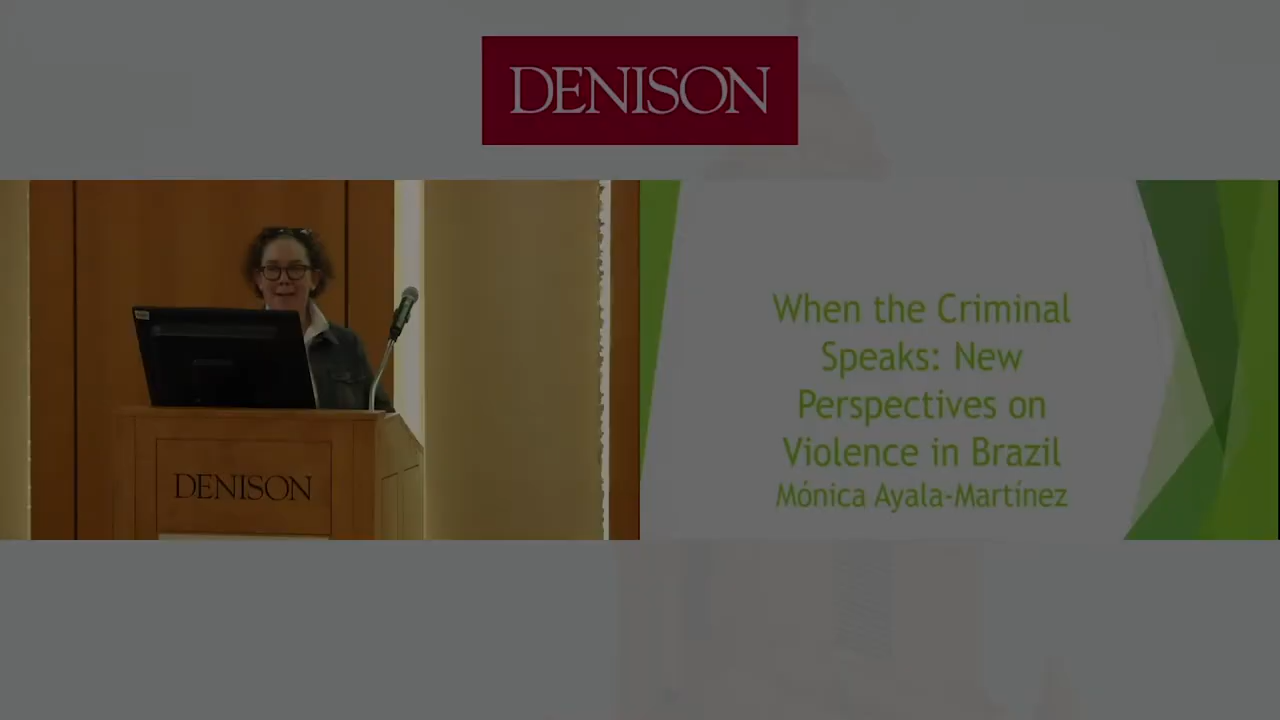 DENISON
When the Criminal
Speaks: New
Perspectives on
Violence in Brazil
Mónica Ayala-Martínez
DENISON